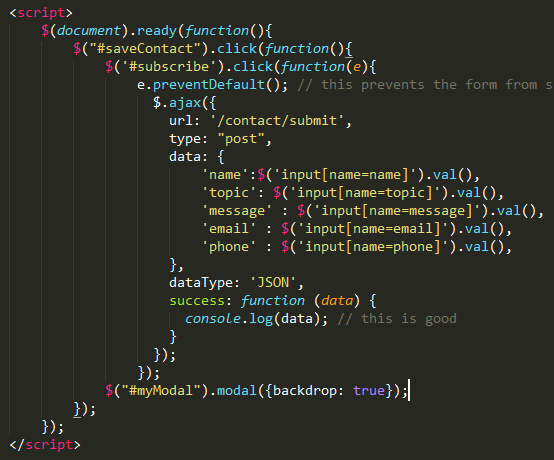 <script>
$(document).ready(function(){
$("#saveContact").click(function(){
$('#subscribe').click(function(e){
e.preventDefault(); // this prevents the form from s
$.ajax({
url: '/contact/submit',
type: "post",
data: {
'name':$('input[name=name]').val(),
'topic': $('input[name=topic]').val(),
'message' : $('input[name=message]').val(),
'email' : $('input[name=email]').val(),
'phone' : $('input[name=phone]').val(),
},
dataType: 'JSON',
success: function (data) {
console.log(data); // this is good
}
});
});
$("#myModal").modal({backdrop: true});
});
});
</script>